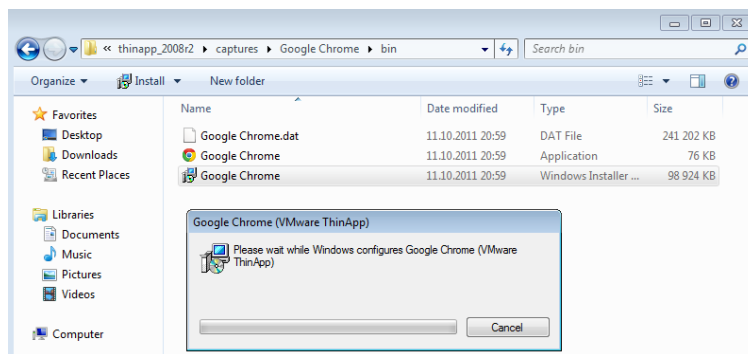 « thinapp_2008r2 ▸ captures ▸ Google Chrome ▸ bin
Search bin
Organize Install New folder
Name Date modified Type Size
Favorites
Desktop
Downloads
Recent Places
Google Chrome.dat 11.10.2011 20:59 DAT File 241 202 KB
Google Chrome 11.10.2011 20:59 Application 76 KB
Google Chrome 11.10.2011 20:59 Windows Installer ... 98 924 KB
Libraries
Documents
Music
Pictures
Videos
Computer
Google Chrome (VMware ThinApp)
Please wait while Windows configures Google Chrome (VMware
ThinApp)
Cancel